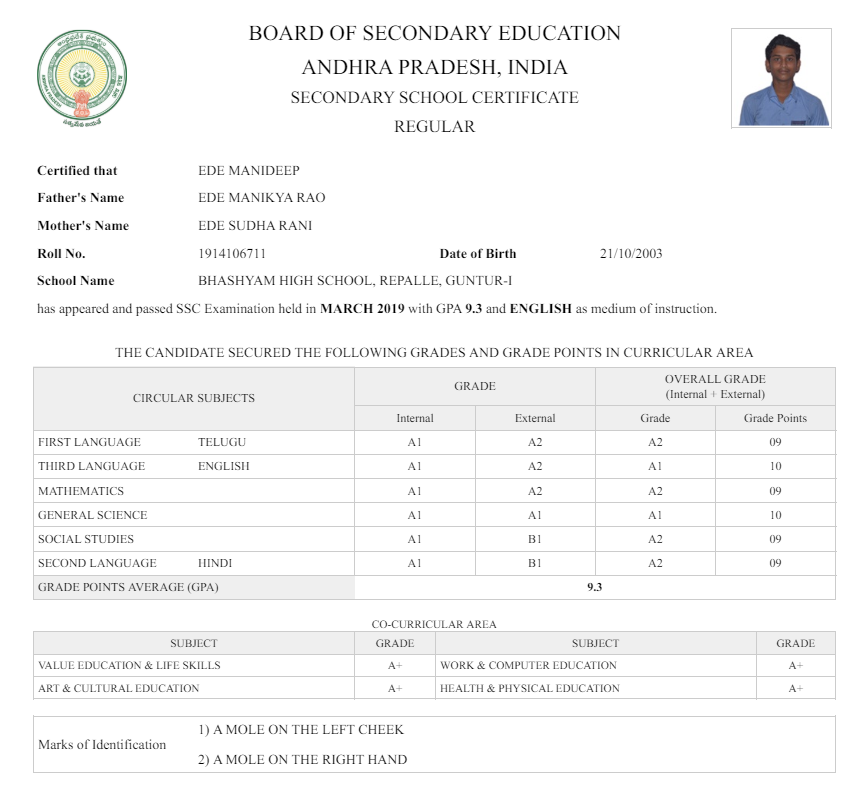 BOARD OF SECONDARY EDUCATION
ANDHRA PRADESH, INDIA
SECONDARY SCHOOL CERTIFICATE
REGULAR
Certified that EDE MANIDEEP
Father's Name EDE MANIKYA RAO
Mother's Name EDE SUDHA RANI
Roll No. 1914106711 Date of Birth 21/10/2003
School Name BHASHYAM HIGH SCHOOL, REPALLE, GUNTUR-I
has appeared and passed SSC Examination held in MARCH 2019 with GPA 9.3 and ENGLISH as medium of instruction.
THE CANDIDATE SECURED THE FOLLOWING GRADES AND GRADE POINTS IN CURRICULAR AREA
CIRCULAR SUBJECTS GRADE OVERALL GRADE
(Internal + External)
Internal External Grade Grade Points
FIRST LANGUAGE TELUGU A1 A2 A2 09
THIRD LANGUAGE ENGLISH A1 A2 A1 10
MATHEMATICS A1 A2 A2 09
GENERAL SCIENCE A1 A1 A1 10
SOCIAL STUDIES A1 B1 A2 09
SECOND LANGUAGE HINDI A1 B1 A2 09
GRADE POINTS AVERAGE (GPA) 9.3
CO-CURRICULAR AREA
SUBJECT GRADE SUBJECT GRADE
VALUE EDUCATION & LIFE SKILLS A+ WORK & COMPUTER EDUCATION A+
ART & CULTURAL EDUCATION A+ HEALTH & PHYSICAL EDUCATION A+
Marks of Identification
1) A MOLE ON THE LEFT CHEEK
2) A MOLE ON THE RIGHT HAND